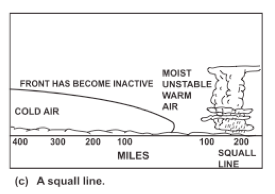 MOIST
FRONT HAS BECOME INACTIVE UNSTABLE
WARM
AIR
COLD AIR
400 300 200 100 100 200
MILES SQUALL
LINE
(c) A squall line.